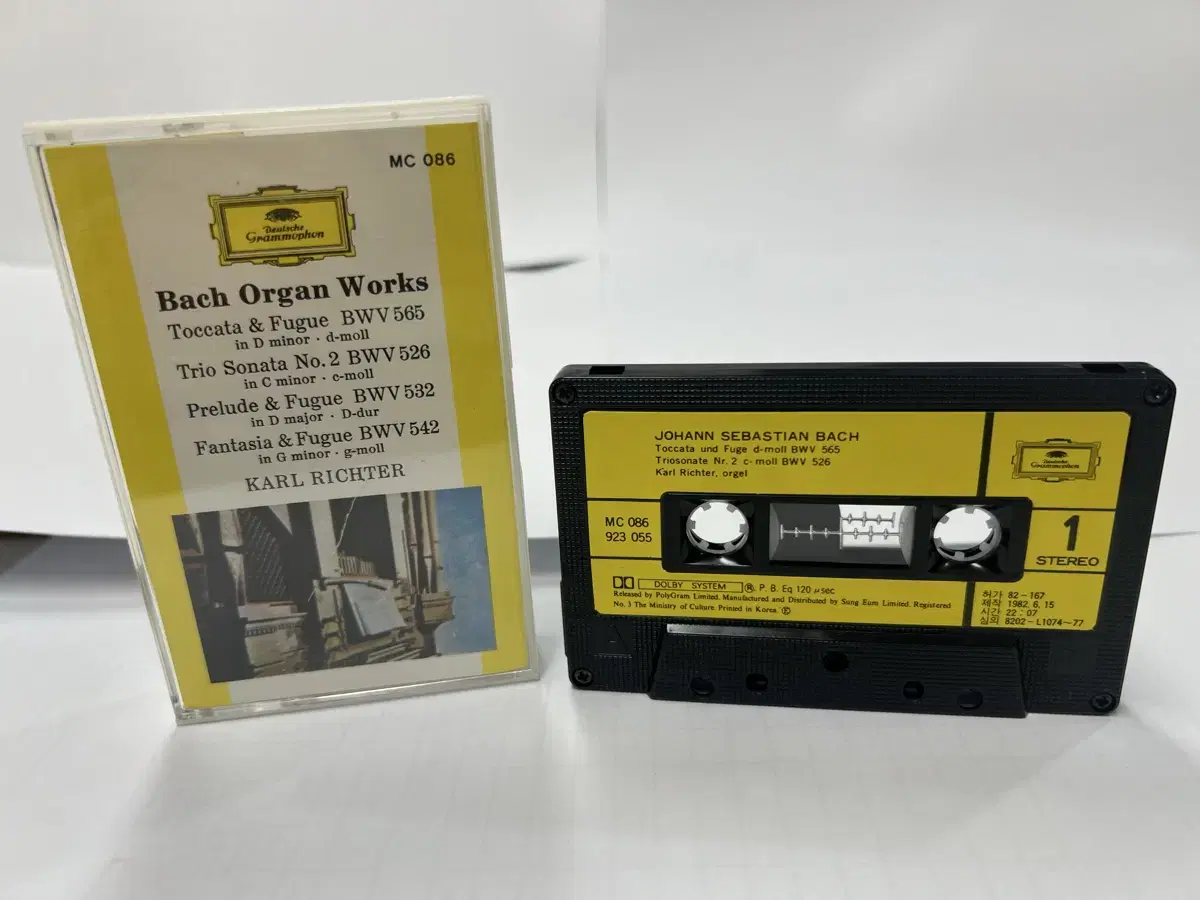 MC 086
Deutsche
Grammophon
Bach Organ Works
Toccata & Fugue BWV 565
in D minor · d-moll
Trio Sonata No. 2 BWV 526
in C minor · c-moll
Prelude & Fugue BWV 532
in D major · D-dur
Fantasia & Fugue BWV 542
in G minor · g-moll
KARL RICHTER
JOHANN SEBASTIAN BACH
Toccata und Fuge d-moll BWV 565
Triosonate Nr. 2 c-moll BWV 526
Karl Richter, orgel
Deutsche
Grammophon
MC 086
923 055
1
STEREO
DOLBY SYSTEM ® P. B. Eq 120 μsec
Released by PolyGram Limited. Manufactured and Distributed by Sung Eum Limited. Registered
No. 3 The Ministry of Culture. Printed in Korea. Ⓔ
허가 82-167
제작 1982. 6. 15
시간 22:07
심의 8202-L1074~77